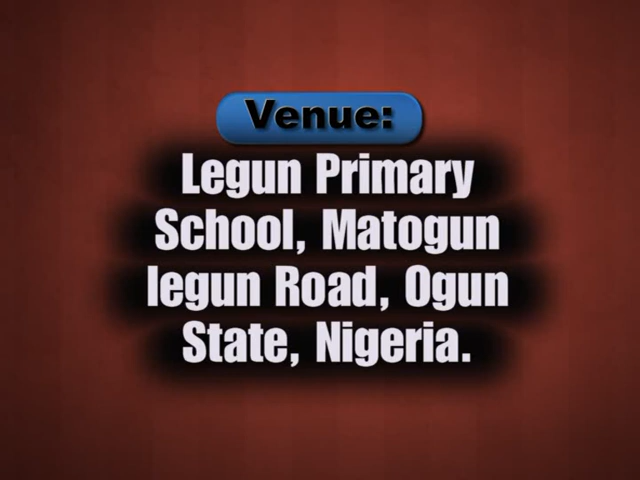 Venue:
Legun Primary
School, Matogun
legun Road, Ogun
State, Nigeria.